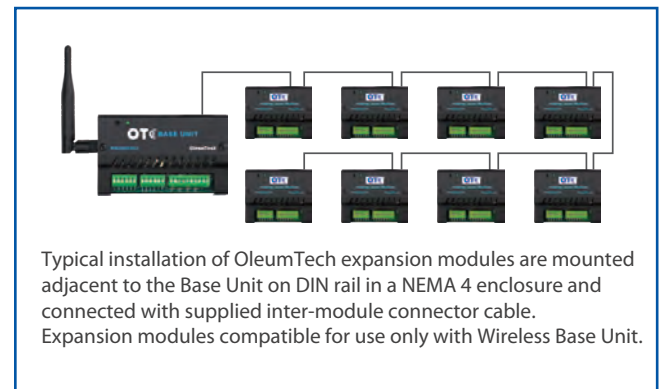 OTC BASE UNIT
OleumTech
Typical installation of OleumTech expansion modules are mounted
adjacent to the Base Unit on DIN rail in a NEMA 4 enclosure and
connected with supplied inter-module connector cable.
Expansion modules compatible for use only with Wireless Base Unit.